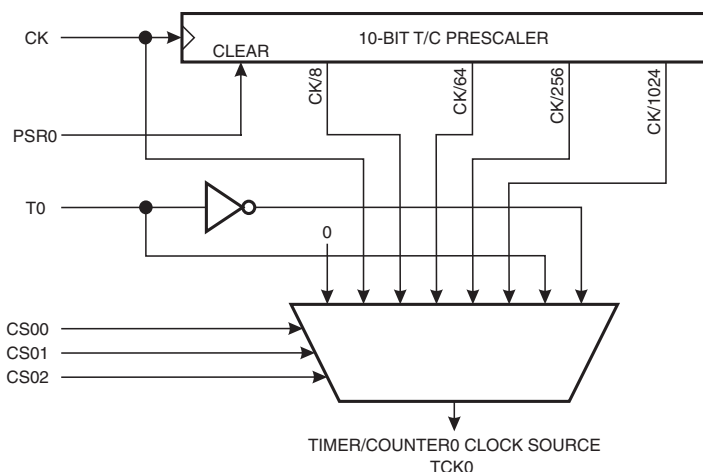 CK
10-BIT T/C PRESCALER
CLEAR
CK/8
CK/64
CK/256
CK/1024
PSR0
T0
0
CS00
CS01
CS02
TIMER/COUNTER0 CLOCK SOURCE
TCK0